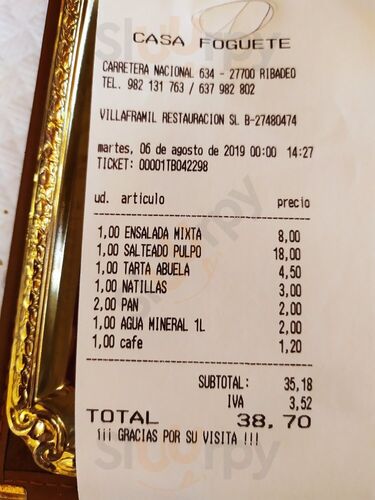 CASA FOGUETE
CARRETERA NACIONAL 634 - 27700 RIBADEO
TEL. 982 131 763 / 637 982 802
VILLAFRAMIL RESTAURACION SL B-27480474
martes, 06 de agosto de 2019 00:00 14:27
TICKET: 00001TB042298
ud. articulo precio
1,00 ENSALADA MIXTA 8,00
1,00 SALTEADO PULPO 18,00
1,00 TARTA ABUELA 4,50
1,00 NATILLAS 3,00
2,00 PAN 2,00
1,00 AGUA MINERAL 1L 2,00
1,00 cafe 1,20
SUBTOTAL: 35,18
IVA 3,52
TOTAL 38,70
¡¡¡ GRACIAS POR SU VISITA !!!
Sluurpy